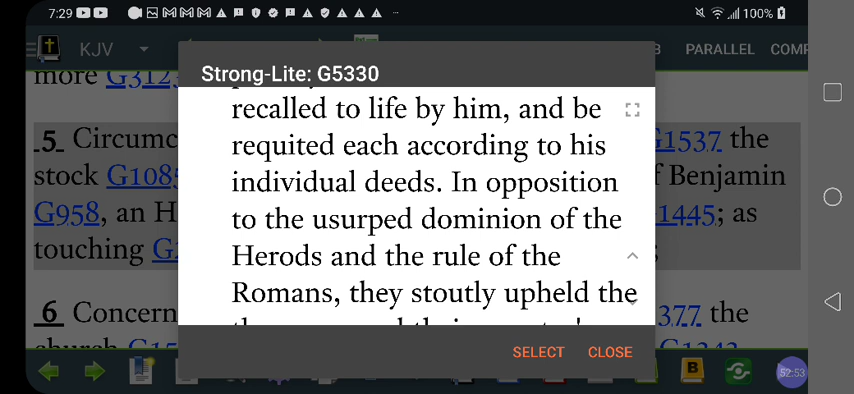 7:29
100%
KJV
PARALLEL
Strong-Lite: G5330
more G312
recalled to life by him, and be
5 Circumc
requited each according to his
G1537 the
stock G1085
individual deeds. In opposition
f Benjamin
G958, an H
to the usurped dominion of the
1445; as
touching
Herods and the rule of the
Romans, they stoutly upheld the
6 Concern
377 the
SELECT
CLOSE
52:53